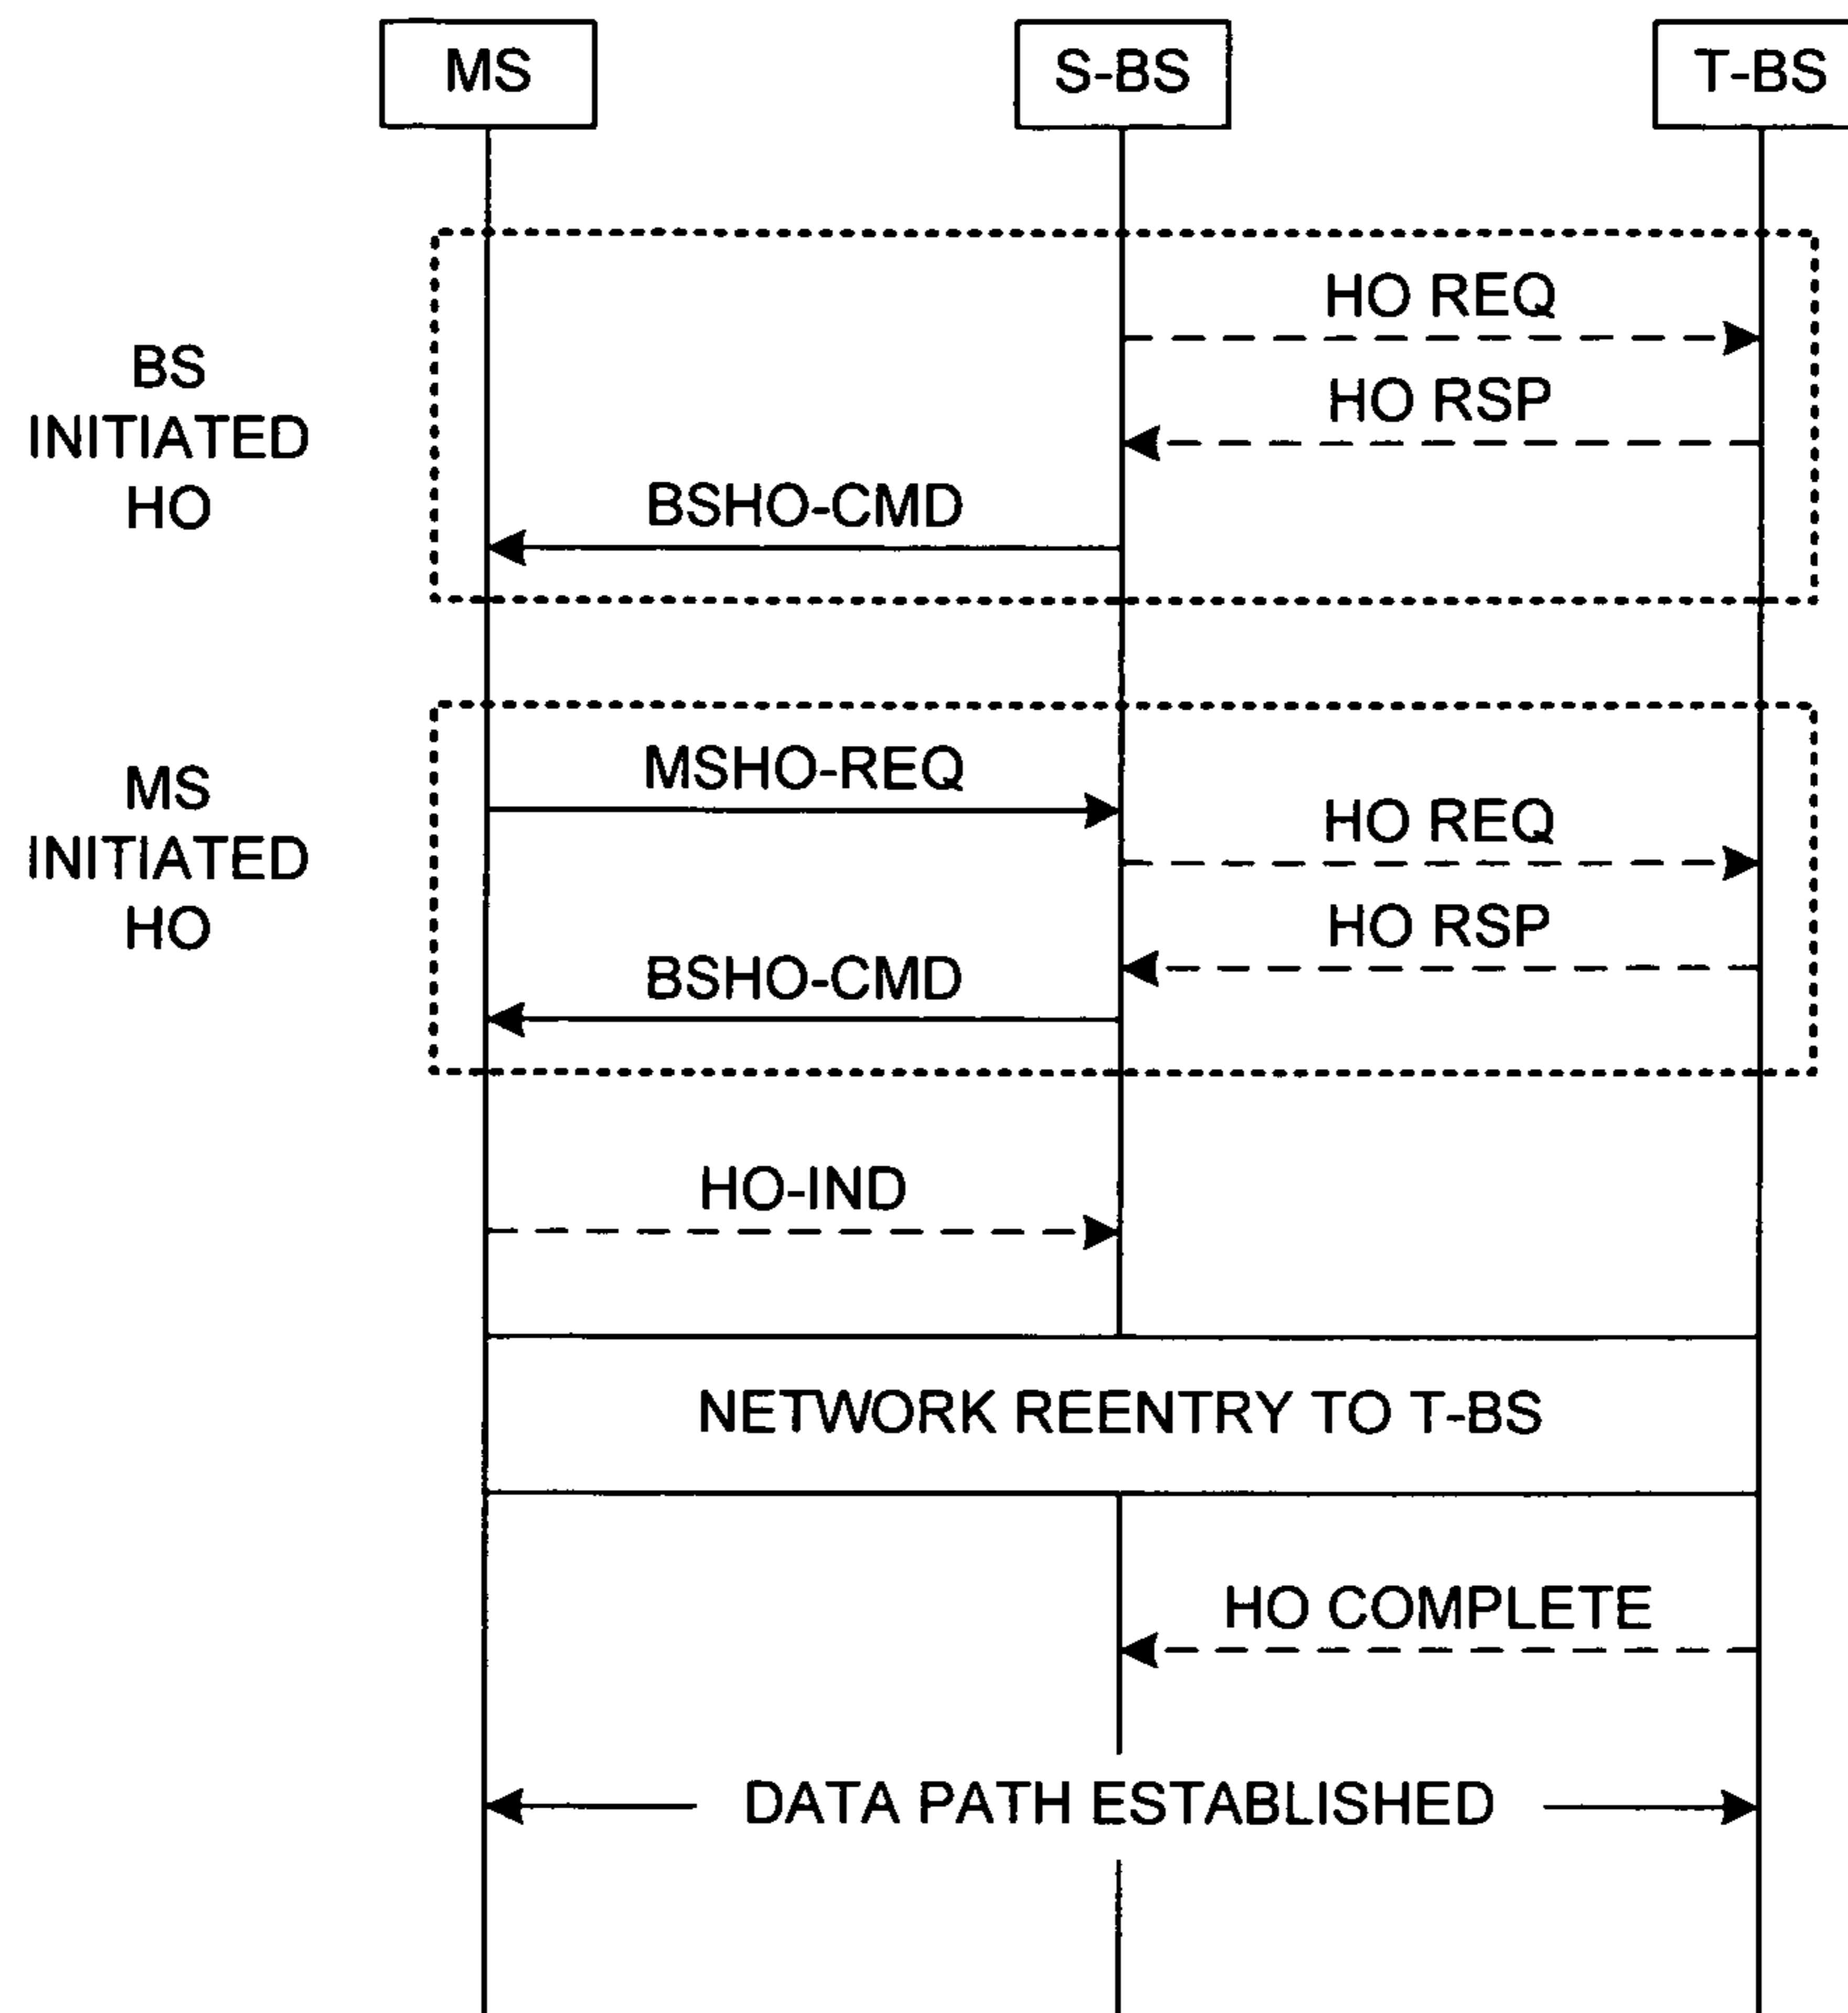 MS
S-BS
T-BS
BS
INITIATED
HO
HO REQ
HO RSP
BSHO-CMD
MS
INITIATED
HO
MSHO-REQ
HO REQ
HO RSP
BSHO-CMD
HO-IND
NETWORK REENTRY TO T-BS
HO COMPLETE
DATA PATH ESTABLISHED